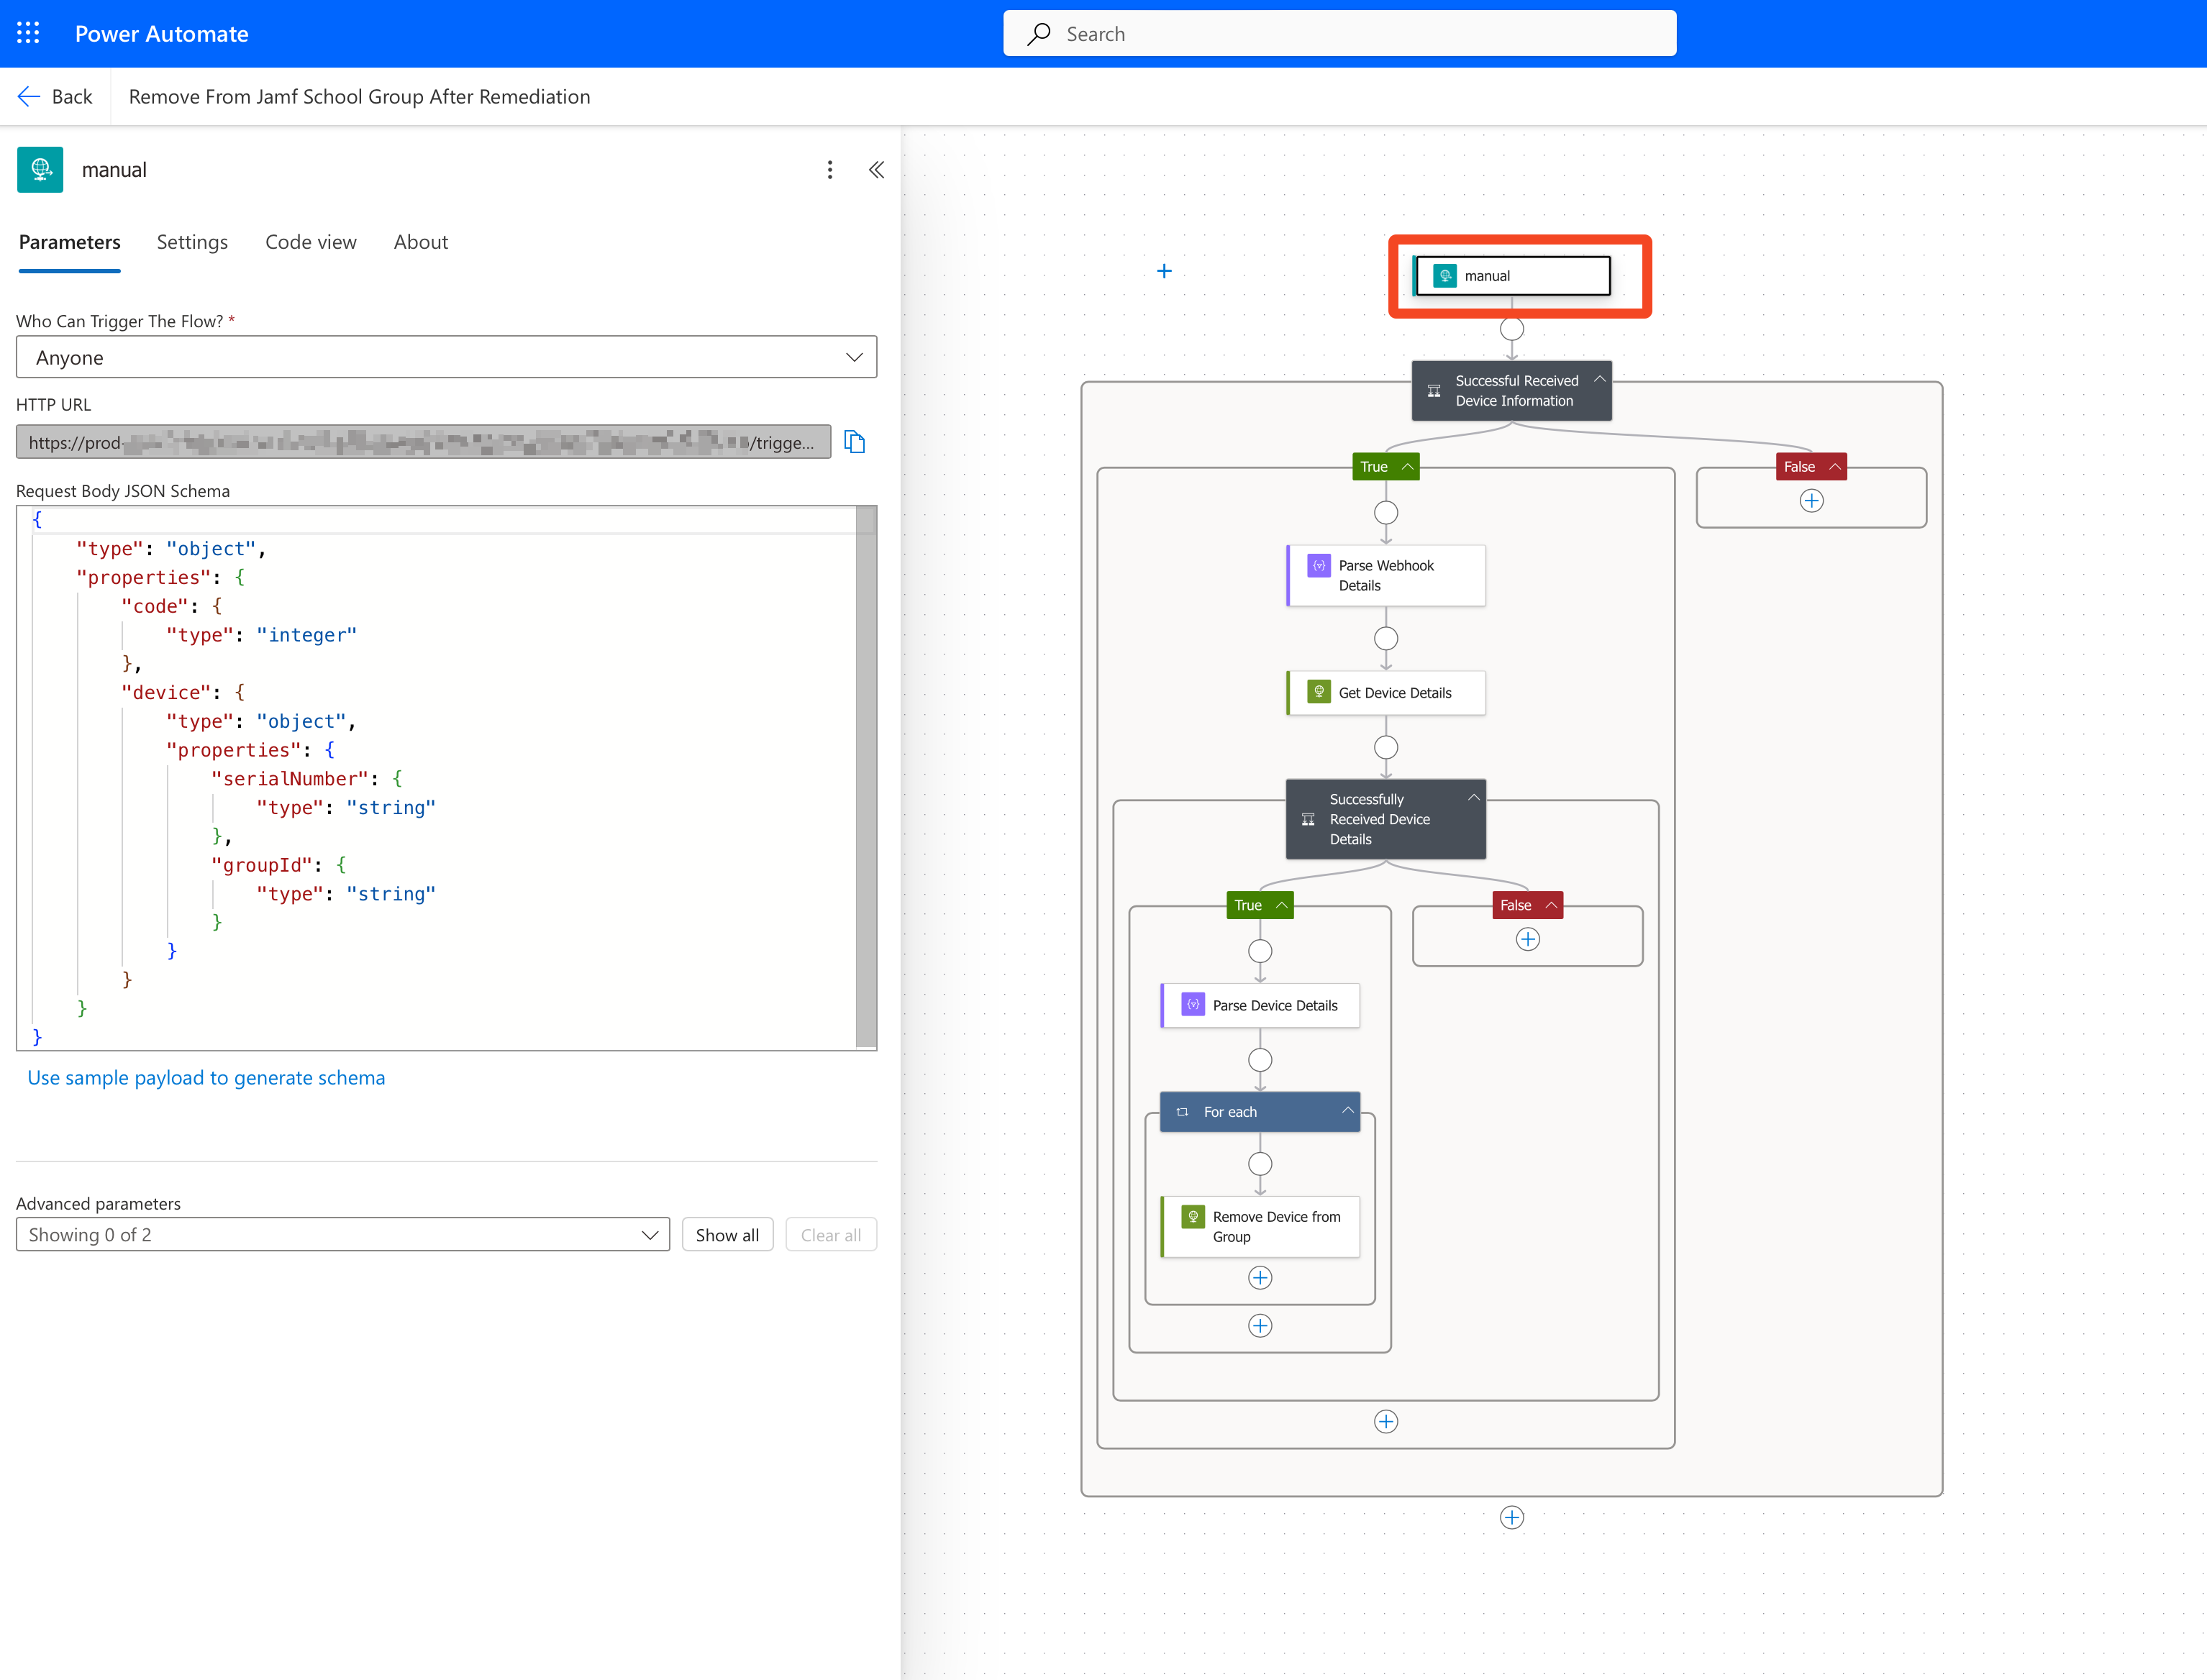 Power Automate
Search
Back
Remove From Jamf School Group After Remediation
manual
Parameters
Settings
Code view
About
Who Can Trigger The Flow? *
Anyone
HTTP URL
https://prod-
/trigge...
Request Body JSON Schema
{
"type": "object",
"properties": {
"code": {
"type": "integer"
},
"device": {
"type": "object",
"properties": {
"serialNumber": {
"type": "string"
},
"groupId": {
"type": "string"
}
}
}
}
}
Use sample payload to generate schema
Advanced parameters
Showing 0 of 2
Show all
Clear all
manual
Successful Received
Device Information
True
False
Parse Webhook
Details
Get Device Details
Successfully
Received Device
Details
True
False
Parse Device Details
For each
Remove Device from
Group